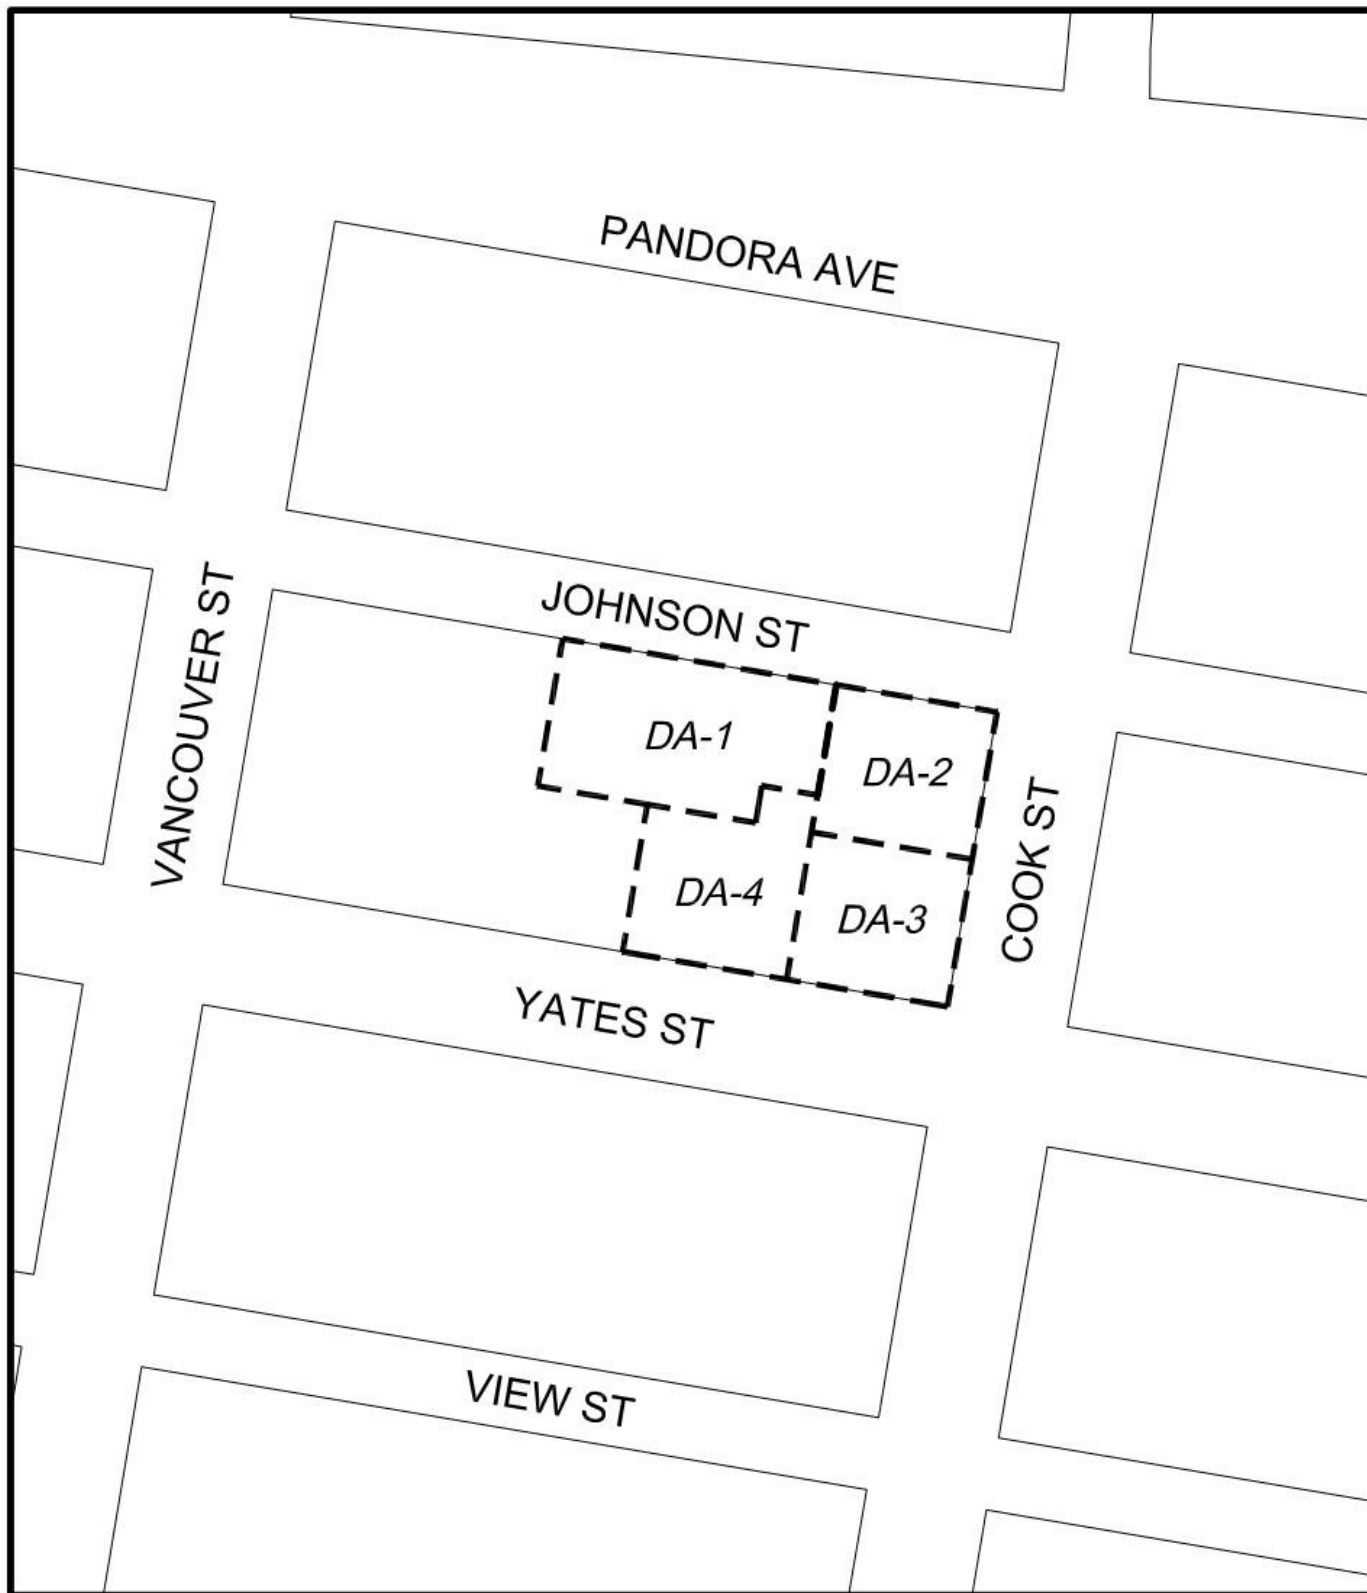 PANDORA AVE
JOHNSON ST
VANCOUVER ST
DA-1
DA-2
COOK ST
DA-4
DA-3
YATES ST
VIEW ST